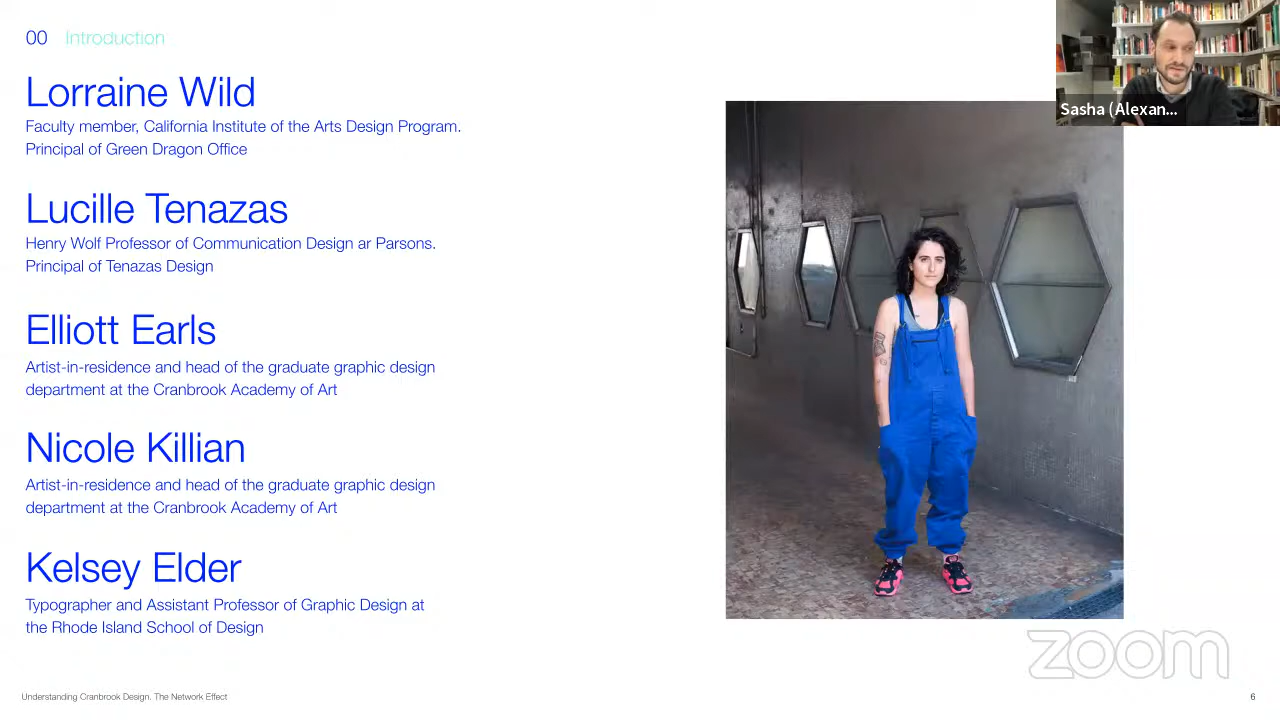 00 Introduction
Sasha (Alexan...
Lorraine Wild
Faculty member, California Institute of the Arts Design Program.
Principal of Green Dragon Office
Lucille Tenazas
Henry Wolf Professor of Communication Design ar Parsons.
Principal of Tenazas Design
Elliott Earls
Artist-in-residence and head of the graduate graphic design
department at the Cranbrook Academy of Art
Nicole Killian
Artist-in-residence and head of the graduate graphic design
department at the Cranbrook Academy of Art
Kelsey Elder
Typographer and Assistant Professor of Graphic Design at
the Rhode Island School of Design
zoom
Understanding Cranbrook Design. The Network Effect
6